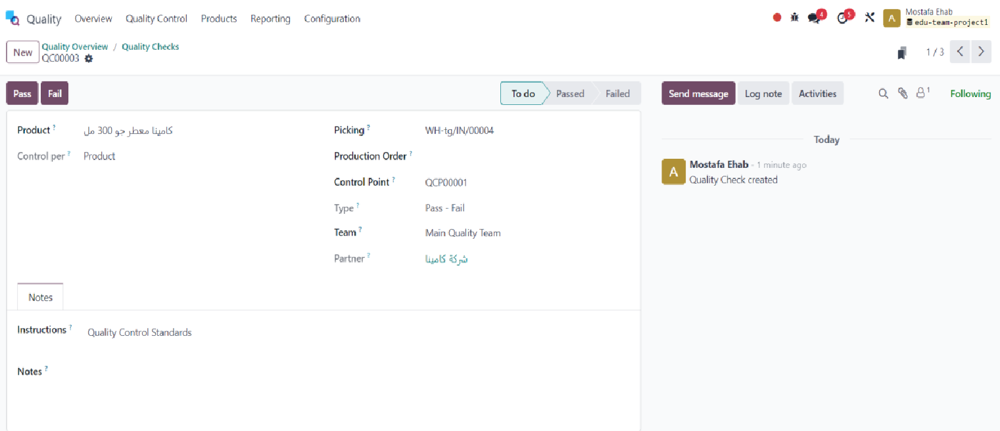 Quality Overview Quality Control Products Reporting Configuration
4 5 A Mostafa Ehab
edu-team-project1
New Quality Overview / Quality Checks
QC00003
1 / 3
Pass Fail To do Passed Failed
Send message Log note Activities 1 Following
Product ? كامينا معطر جو 300 مل
Control per ? Product
Picking ? WH-tg/IN/00004
Production Order ?
Control Point ? QCP00001
Type ? Pass - Fail
Team ? Main Quality Team
Partner ? شركة كامينا
Notes
Instructions ? Quality Control Standards
Notes ?
Today
A Mostafa Ehab - 1 minute ago
Quality Check created